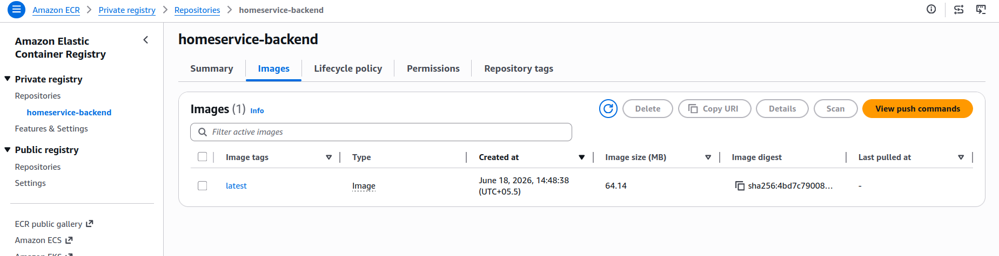 Amazon ECR > Private registry > Repositories > homeservice-backend
Amazon Elastic
Container Registry
Private registry
Repositories
homeservice-backend
Features & Settings
Public registry
Repositories
Settings
ECR public gallery
Amazon ECS
Amazon EKS
homeservice-backend
Summary Images Lifecycle policy Permissions Repository tags
Images (1) Info
Delete Copy URI Details Scan View push commands
Filter active images
Image tags Type Created at Image size (MB) Image digest Last pulled at
latest Image June 18, 2026, 14:48:38 (UTC+05.5) 64.14 sha256:4bd7c79008... -